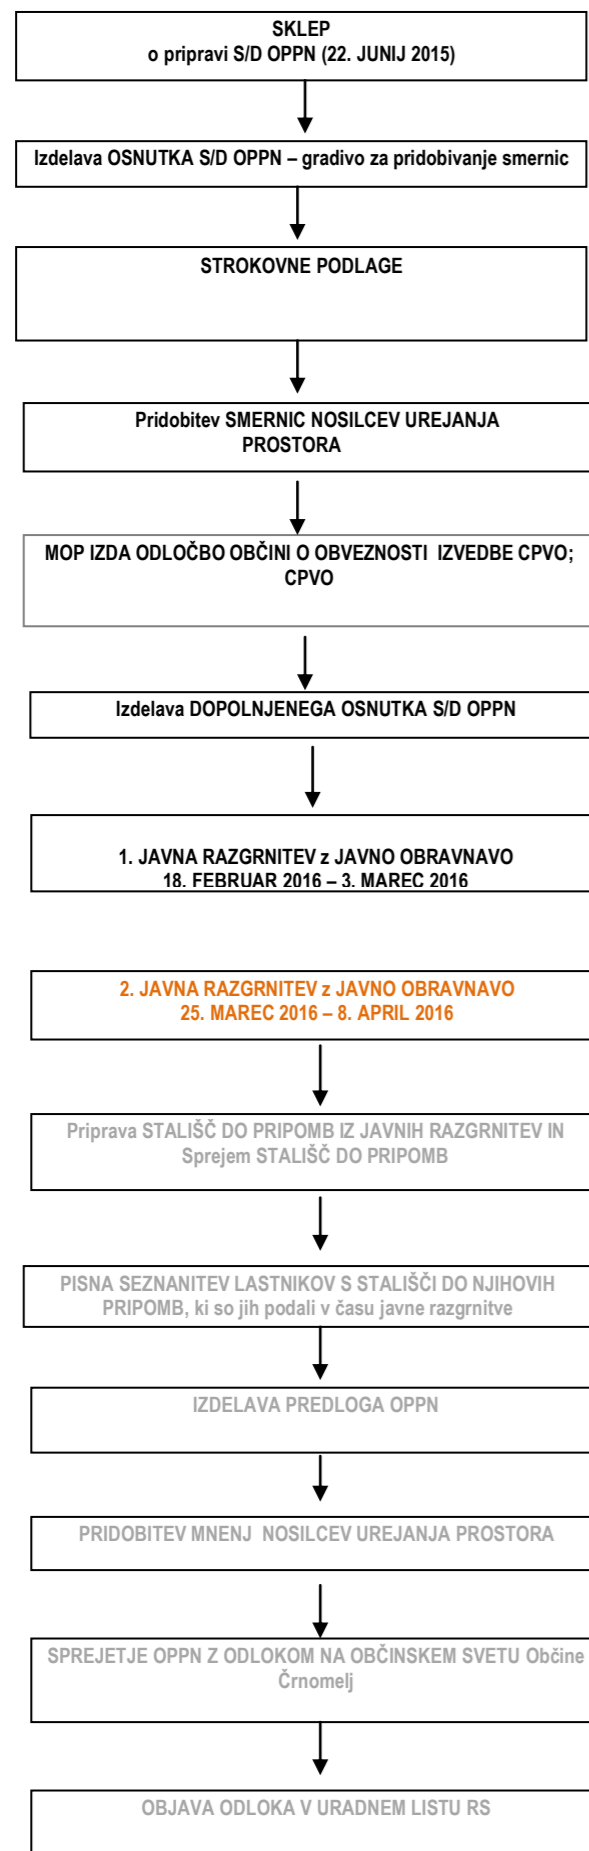 SKLEP
o pripravi S/D OPPN (22. JUNIJ 2015)
Izdelava OSNUTKA S/D OPPN – gradivo za pridobivanje smernic
STROKOVNE PODLAGE
Pridobitev SMERNIC NOSILCEV UREJANJA
PROSTORA
MOP IZDA ODLOČBO OBČINI O OBVEZNOSTI IZVEDBE CPVO;
CPVO
Izdelava DOPOLNJENEGA OSNUTKA S/D OPPN
1. JAVNA RAZGRNITEV z JAVNO OBRAVNAVO
18. FEBRUAR 2016 – 3. MAREC 2016
2. JAVNA RAZGRNITEV z JAVNO OBRAVNAVO
25. MAREC 2016 – 8. APRIL 2016
Priprava STALIŠČ DO PRIPOMB IZ JAVNIH RAZGRNITEV IN
Sprejem STALIŠČ DO PRIPOMB
PISNA SEZNANITEV LASTNIKOV S STALIŠČI DO NJIHOVIH
PRIPOMB, ki so jih podali v času javne razgrnitve
IZDELAVA PREDLOGA OPPN
PRIDOBITEV MNENJ NOSILCEV UREJANJA PROSTORA
SPREJETJE OPPN Z ODLOKOM NA OBČINSKEM SVETU Občine
Črnomelj
OBJAVA ODLOKA V URADNEM LISTU RS